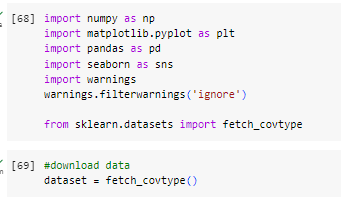 [68] import numpy as np
import matplotlib.pyplot as plt
import pandas as pd
import seaborn as sns
import warnings
warnings.filterwarnings('ignore')
from sklearn.datasets import fetch_covtype
[69] #download data
dataset = fetch_covtype()